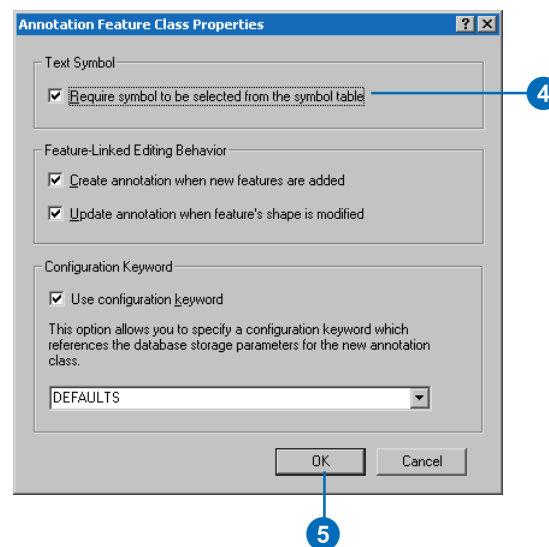 Annotation Feature Class Properties
Text Symbol
Require symbol to be selected from the symbol table
4
Feature-Linked Editing Behavior
Create annotation when new features are added
Update annotation when feature's shape is modified
Configuration Keyword
Use configuration keyword
This option allows you to specify a configuration keyword which
references the database storage parameters for the new annotation
class.
DEFAULTS
OK Cancel
5